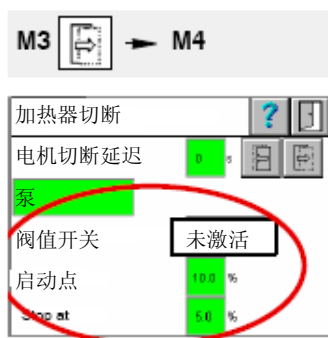 M3 M4
加热器切断 ?
电机切断延迟 0 s
泵
阀值开关 未激活
启动点 10.0 %
Stop at 5.0 %